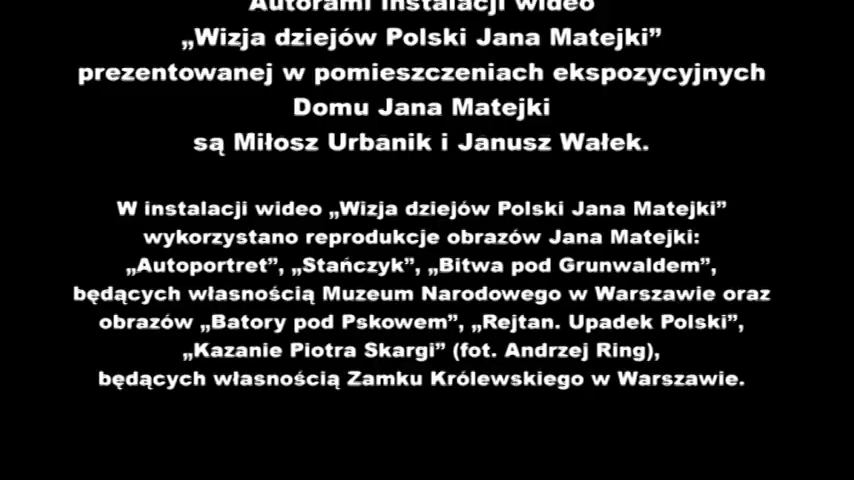 Autorami instalacji wideo
„Wizja dziejów Polski Jana Matejki”
prezentowanej w pomieszczeniach ekspozycyjnych
Domu Jana Matejki
są Miłosz Urbanik i Janusz Wałek.
W instalacji wideo „Wizja dziejów Polski Jana Matejki”
wykorzystano reprodukcje obrazów Jana Matejki:
„Autoportret”, „Stańczyk”, „Bitwa pod Grunwaldem”,
będących własnością Muzeum Narodowego w Warszawie oraz
obrazów „Batory pod Pskowem”, „Rejtan. Upadek Polski”,
„Kazanie Piotra Skargi” (fot. Andrzej Ring),
będących własnością Zamku Królewskiego w Warszawie.